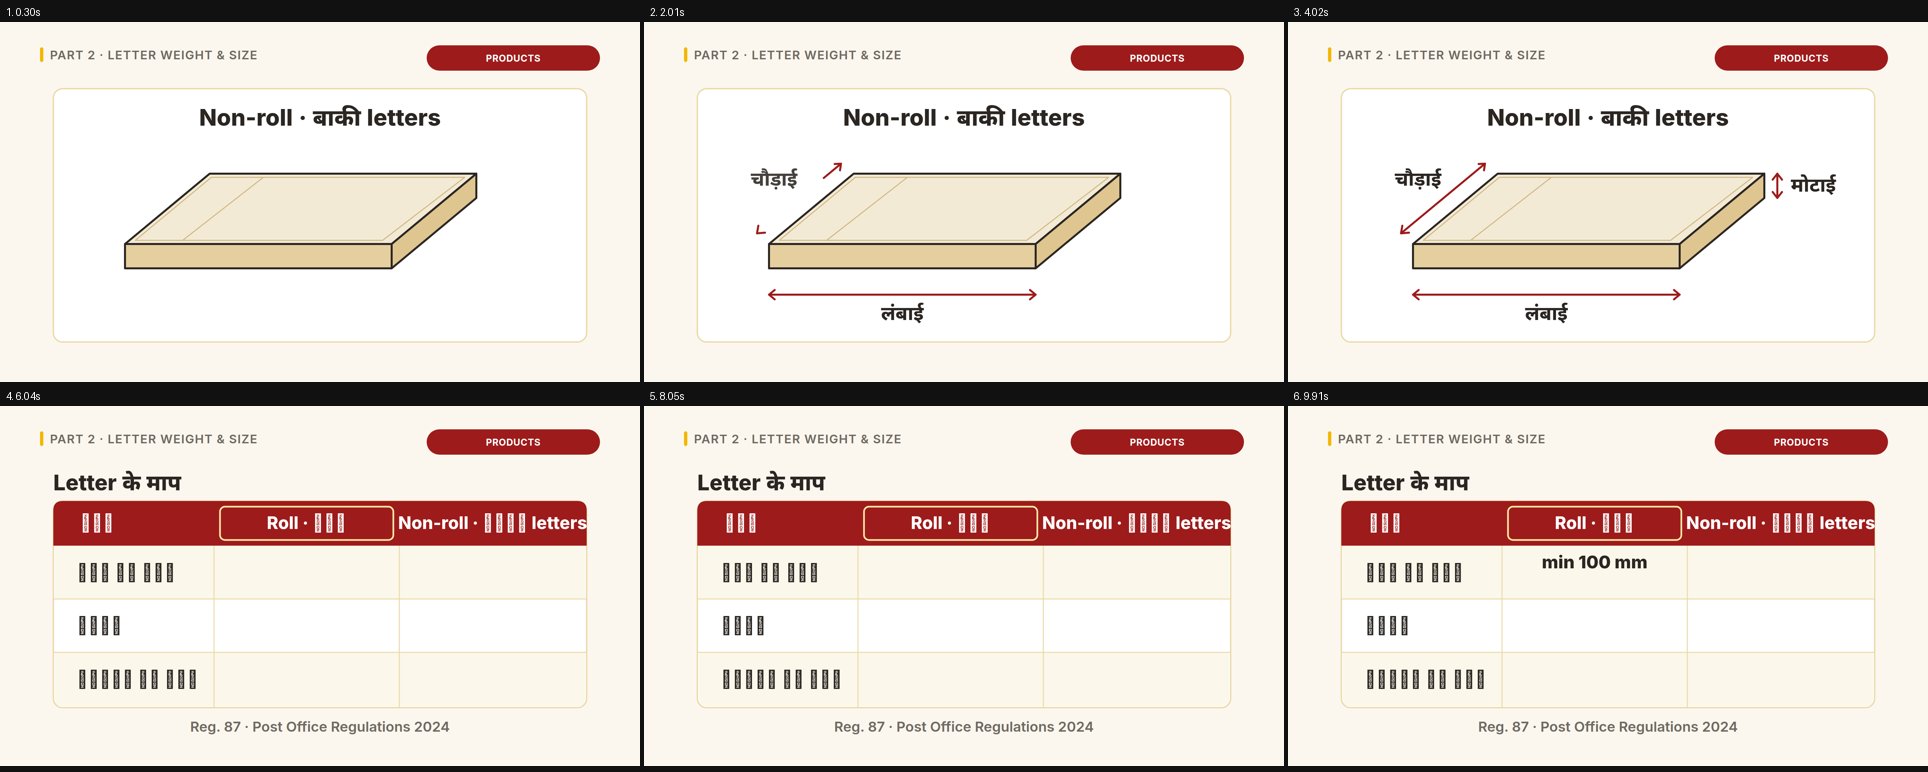 1. 0.30s
PART 2 · LETTER WEIGHT & SIZE
PRODUCTS
Non-roll · बाकी letters
2. 2.01s
PART 2 · LETTER WEIGHT & SIZE
PRODUCTS
Non-roll · बाकी letters
चौड़ाई
लंबाई
3. 4.02s
PART 2 · LETTER WEIGHT & SIZE
PRODUCTS
Non-roll · बाकी letters
चौड़ाई
मोटाई
लंबाई
4. 6.04s
PART 2 · LETTER WEIGHT & SIZE
PRODUCTS
Letter के माप
Roll ·
Non-roll · letters
Reg. 87 · Post Office Regulations 2024
5. 8.05s
PART 2 · LETTER WEIGHT & SIZE
PRODUCTS
Letter के माप
Roll ·
Non-roll · letters
Reg. 87 · Post Office Regulations 2024
6. 9.91s
PART 2 · LETTER WEIGHT & SIZE
PRODUCTS
Letter के माप
Roll ·
Non-roll · letters
min 100 mm
Reg. 87 · Post Office Regulations 2024